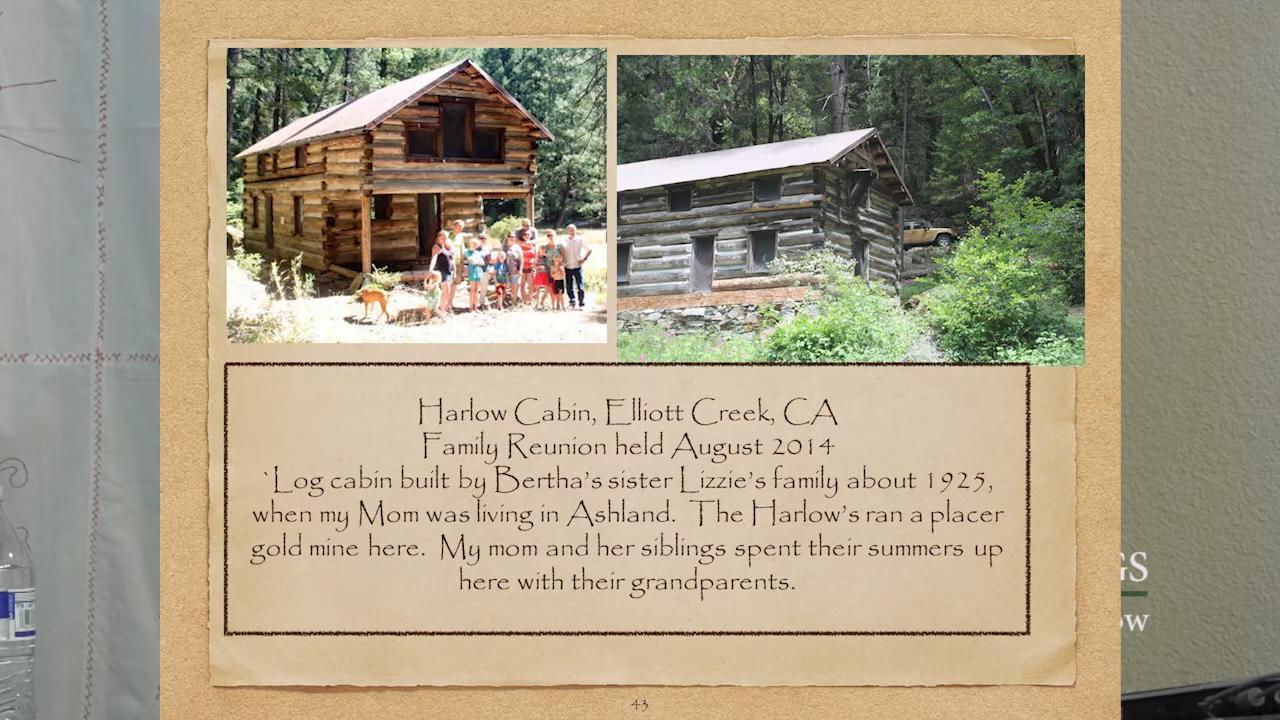 Harlow Cabin, Elliott Creek, CA
Family Reunion held August 2014
`Log cabin built by Bertha's sister Lizzie's family about 1925,
when my Mom was living in Ashland. The Harlow's ran a placer
gold mine here. My mom and her siblings spent their summers up
here with their grandparents.
43
GS
ow